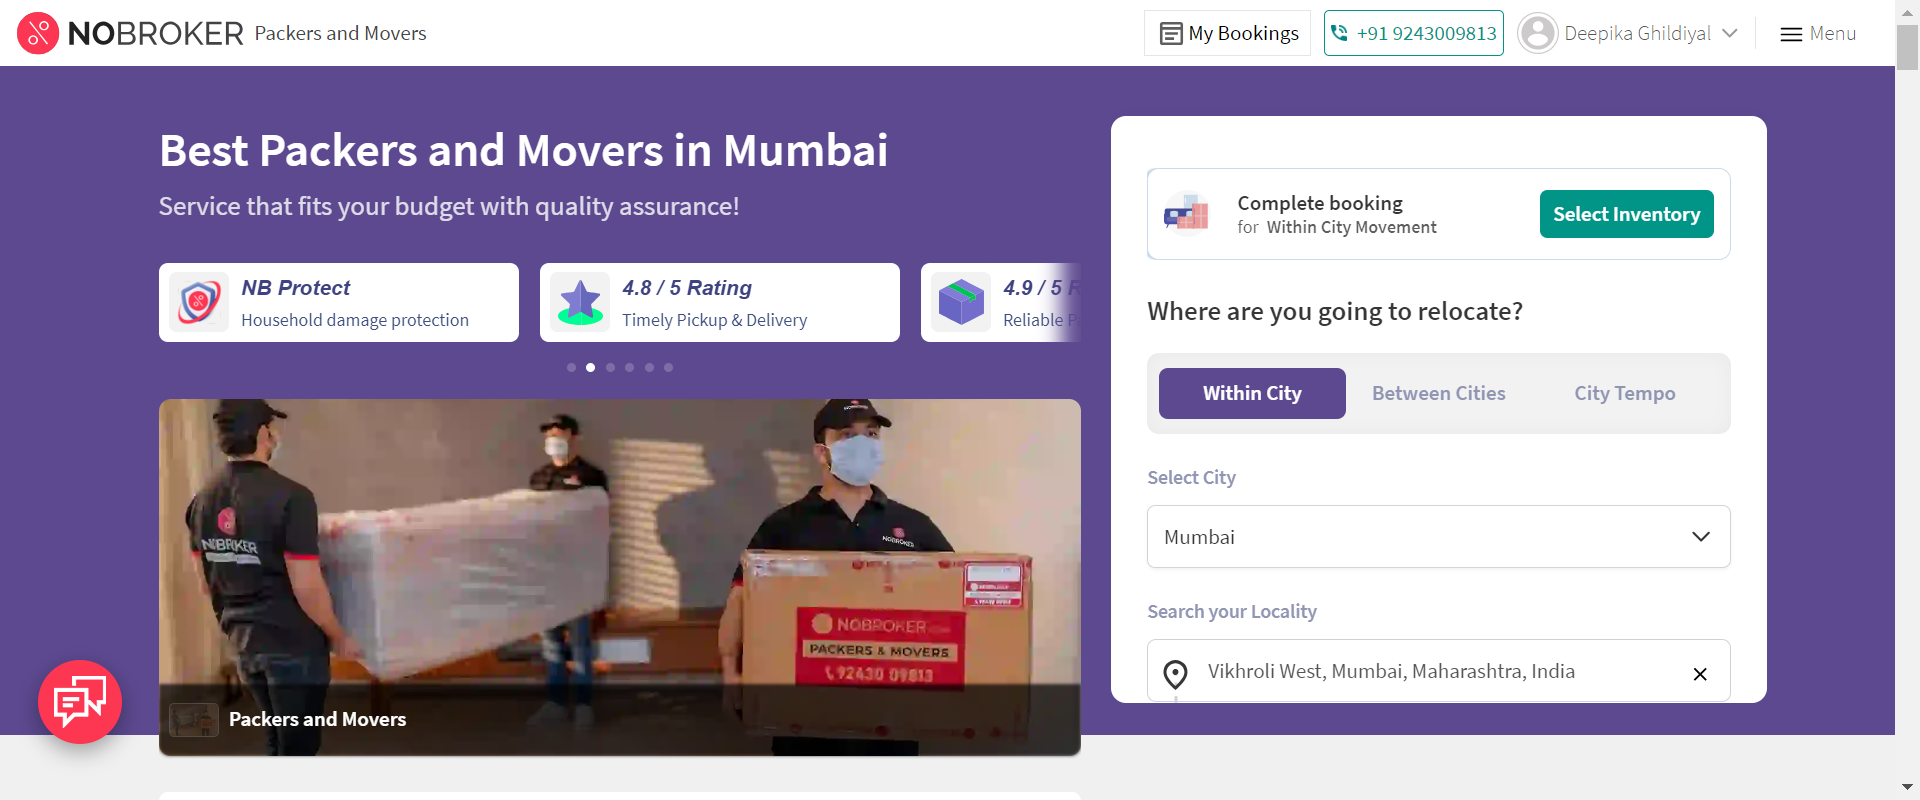 NOBROKER Packers and Movers
My Bookings
+91 9243009813
Deepika Ghildiyal
Menu
Best Packers and Movers in Mumbai
Service that fits your budget with quality assurance!
NB Protect
Household damage protection
4.8 / 5 Rating
Timely Pickup & Delivery
4.9 / 5 R
Reliable
NOBROKER
NOBROKER
NOBROKER
NOBROKER.com
PACKERS & MOVERS
92430 09813
Packers and Movers
Complete booking
for Within City Movement
Select Inventory
Where are you going to relocate?
Within City
Between Cities
City Tempo
Select City
Mumbai
Search your Locality
Vikhroli West, Mumbai, Maharashtra, India